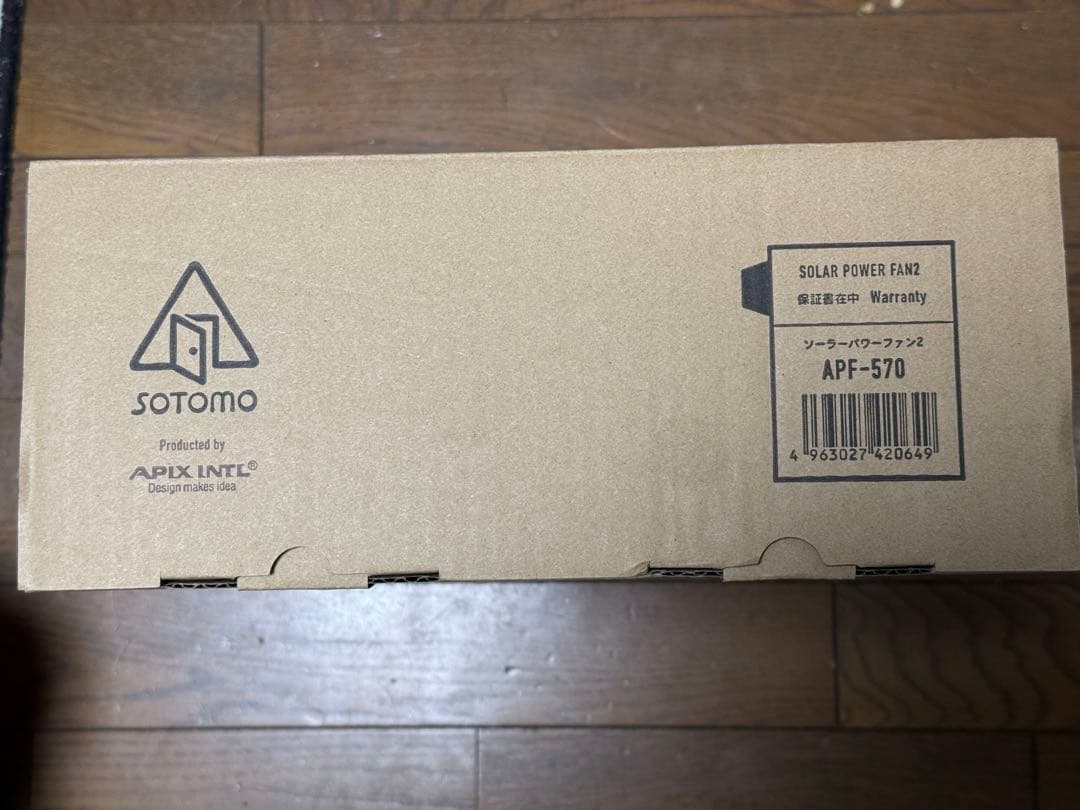 SOTOMO
Producted by
APIX INTL®
Design makes idea
SOLAR POWER FAN2
保証書在中 Warranty
ソーラーパワーファン2
APF-570
4 963027 420649